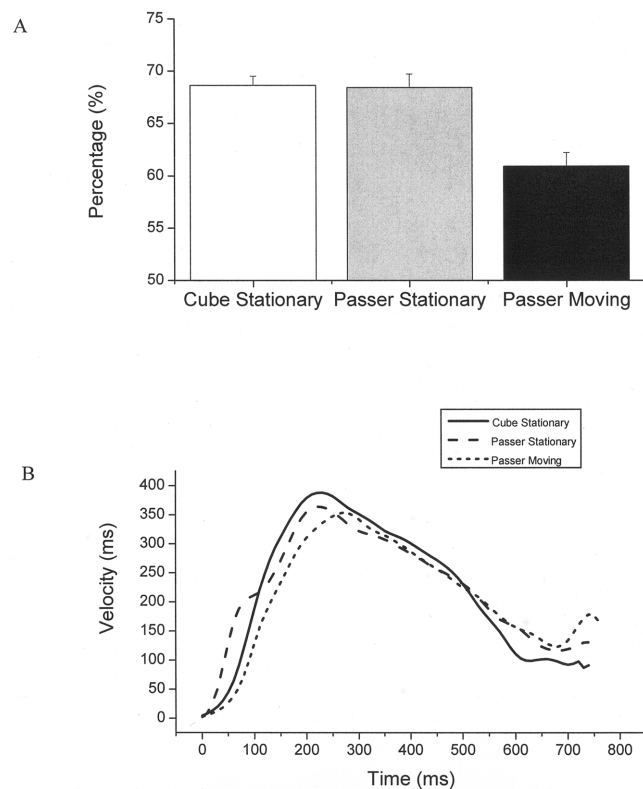 A
Percentage (%)
75
70
65
60
55
50
Cube Stationary Passer Stationary Passer Moving
B
Cube Stationary
Passer Stationary
Passer Moving
Velocity (ms)
400
350
300
250
200
150
100
50
0
0 100 200 300 400 500 600 700 800
Time (ms)